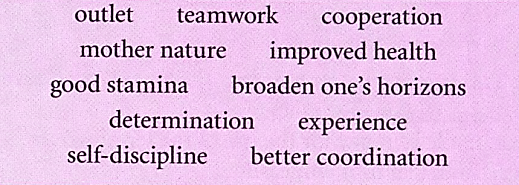 outlet teamwork cooperation
mother nature improved health
good stamina broaden one's horizons
determination experience
self-discipline better coordination